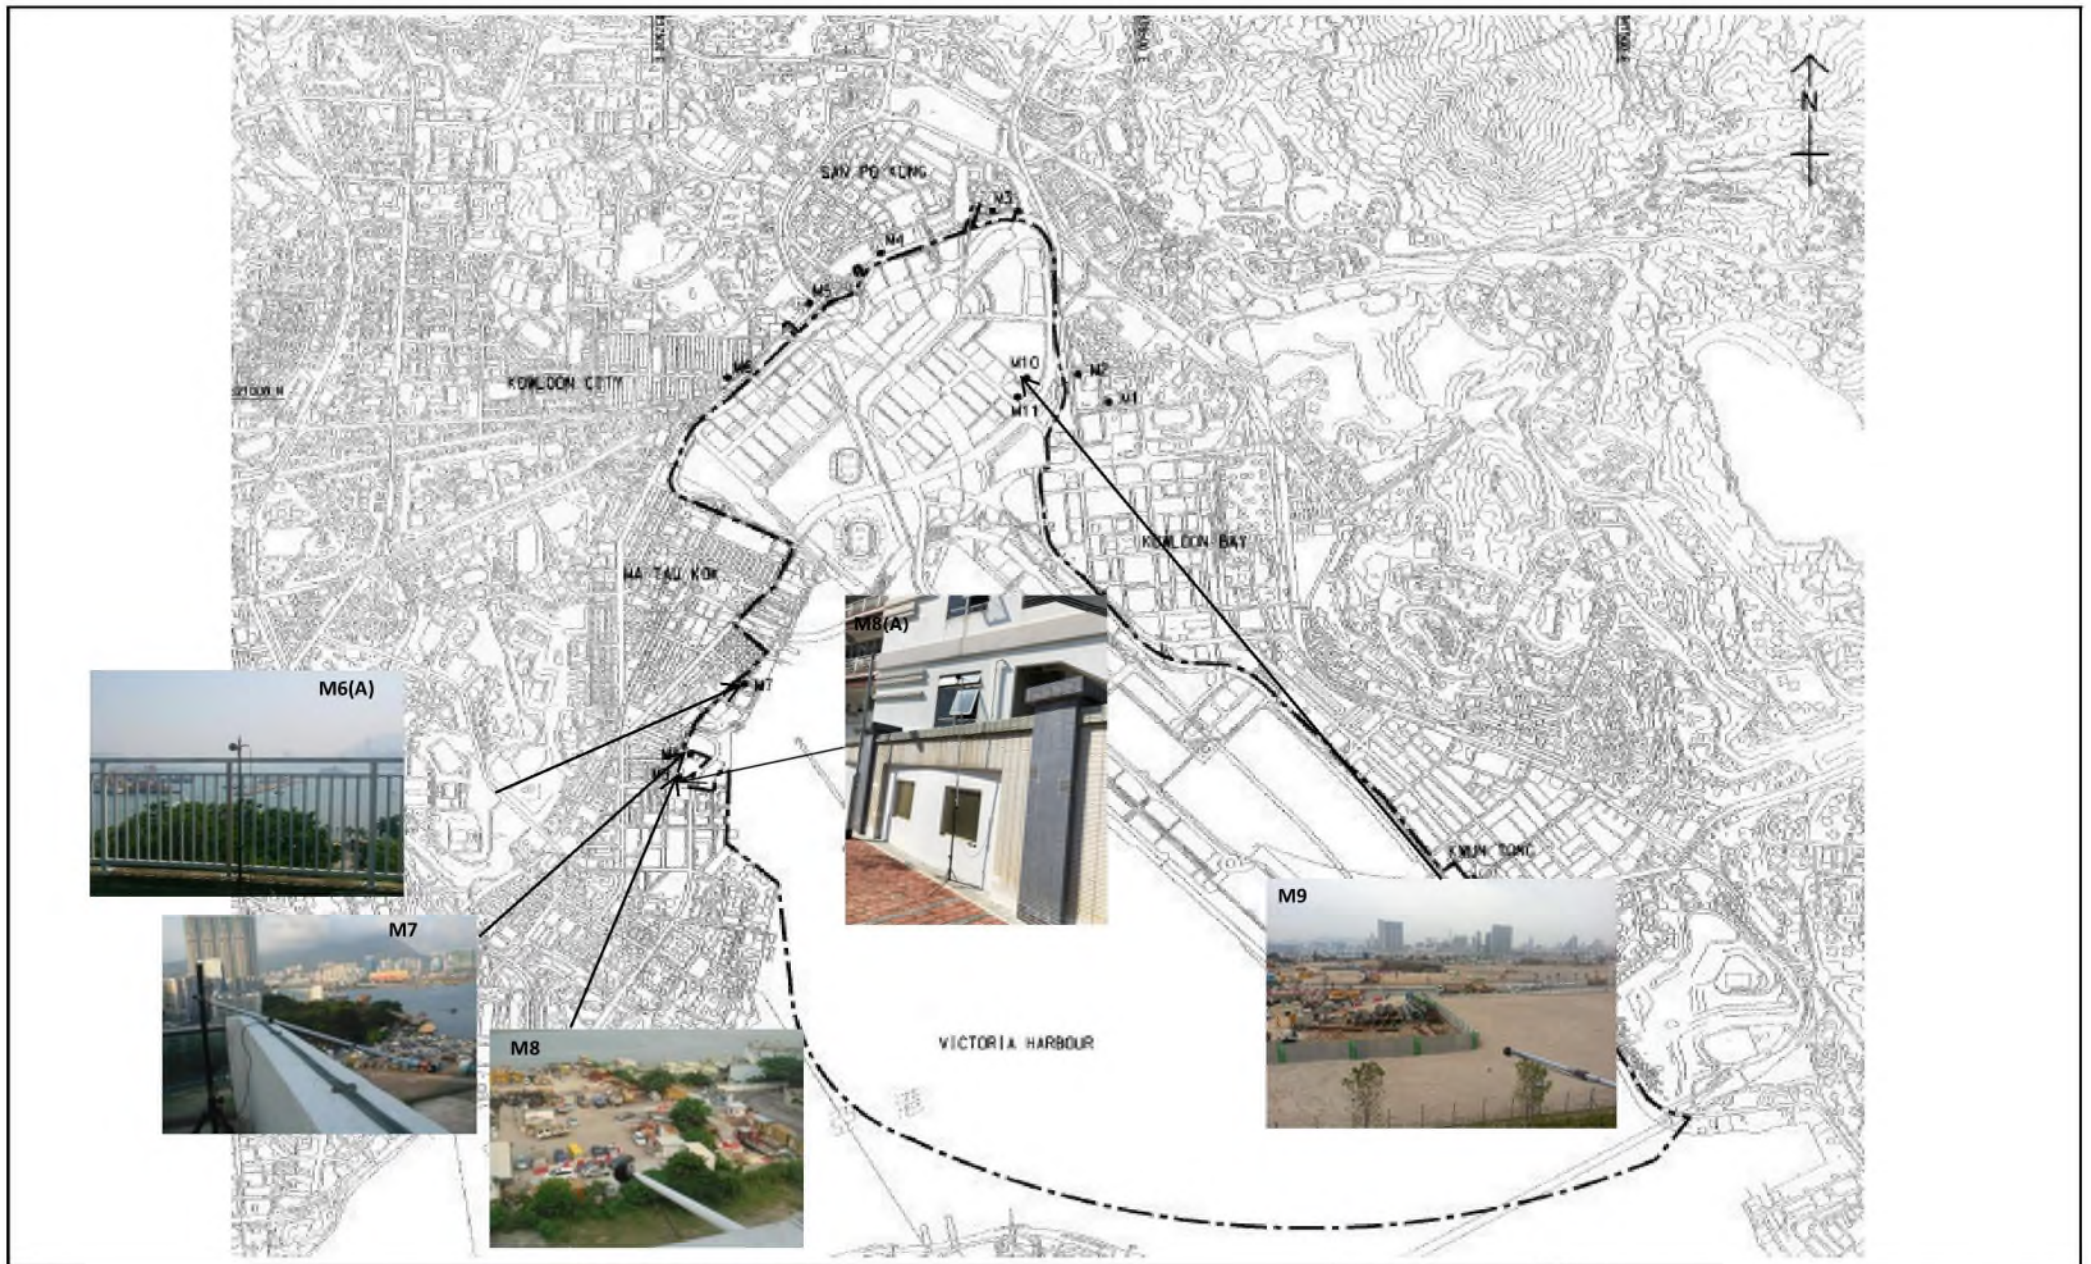 N
SAN PO KONG
M3
M4
M5
M6
KOWLOON CITY
M10
M2
M11
M1
KOWLOON BAY
MA TAU KOK
M8(A)
M7
M6(A)
KWUN TONG
M9
M7
VICTORIA HARBOUR
M8